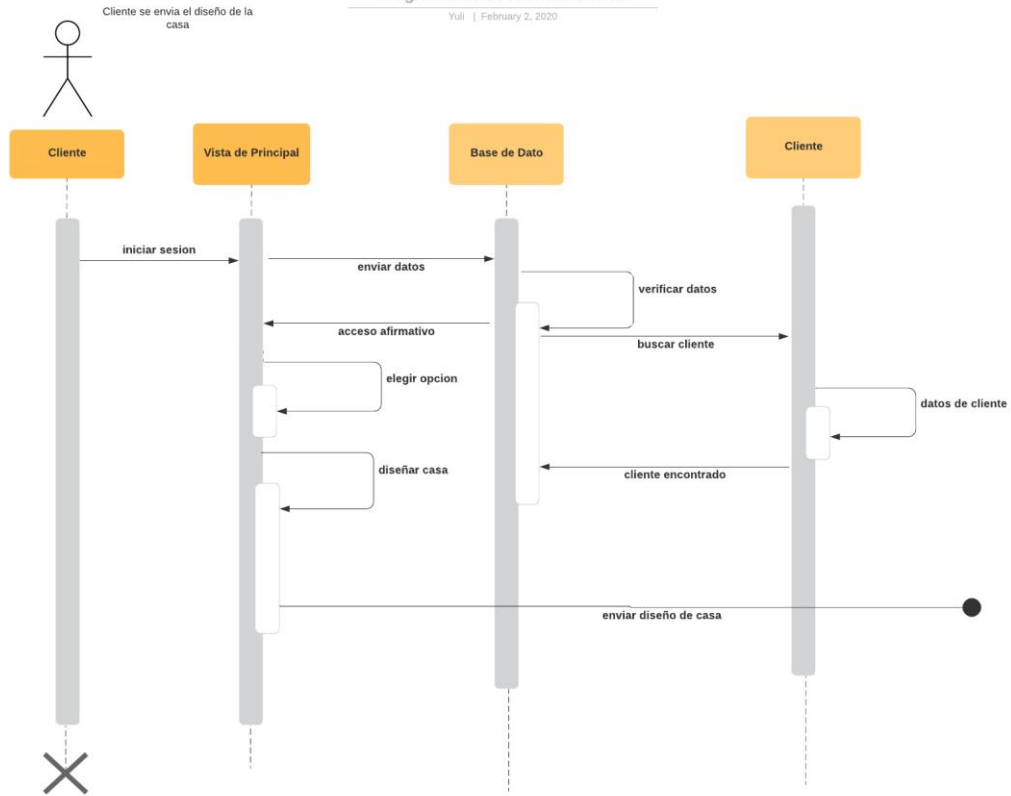 Cliente se envia el diseño de la
casa
Yuli | February 2, 2020
Cliente
Vista de Principal
Base de Dato
Cliente
iniciar sesion
enviar datos
verificar datos
acceso afirmativo
buscar cliente
elegir opcion
datos de cliente
diseñar casa
cliente encontrado
enviar diseño de casa